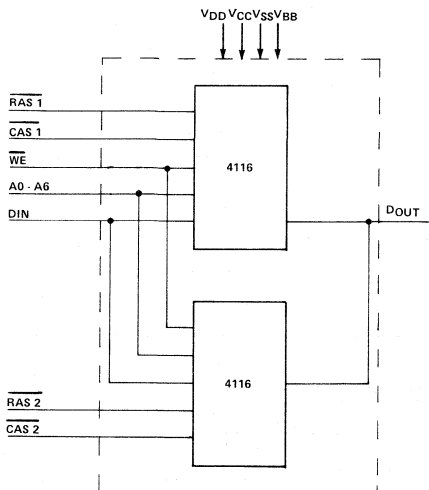 VDD VCC VSS VBB
RAS 1
CAS 1
WE
A0 - A6
DIN
4116
DOUT
4116
RAS 2
CAS 2